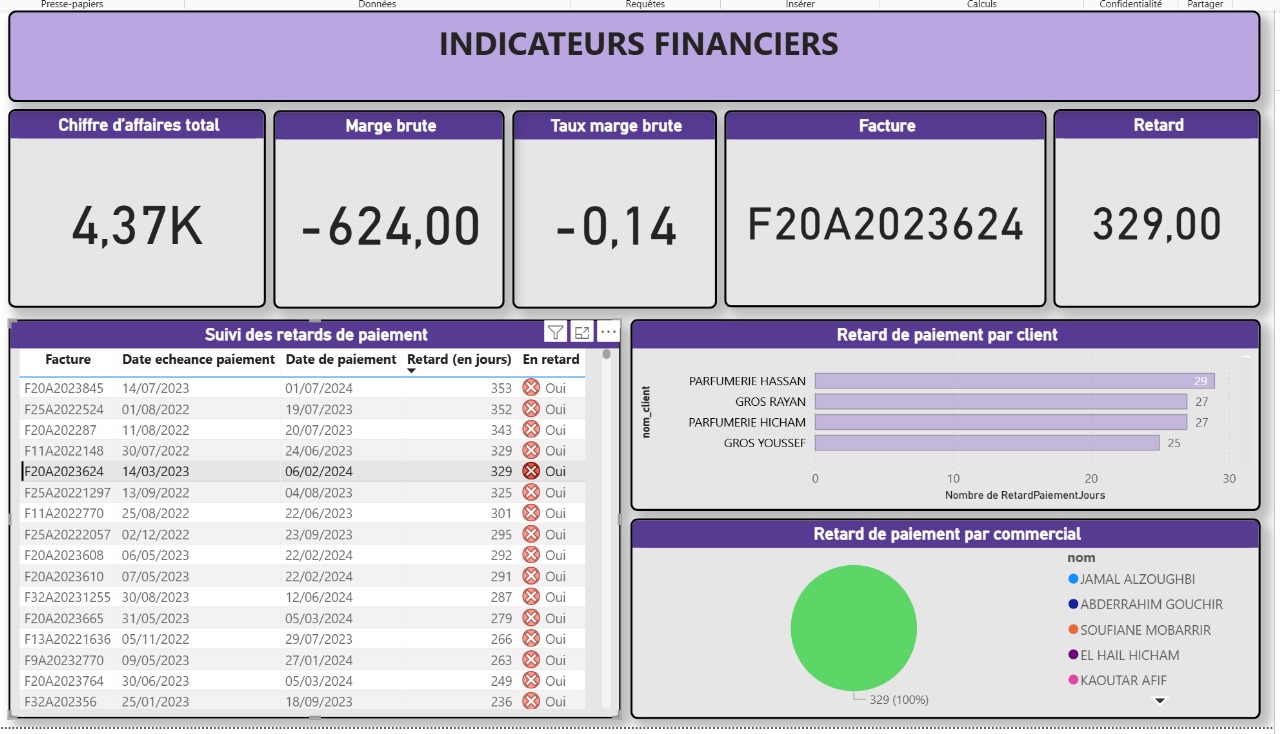 Presse-papiers Données Requêtes Insérer Calculs Confidentialité Partager
INDICATEURS FINANCIERS
Chiffre d'affaires total
4,37K
Marge brute
-624,00
Taux marge brute
-0,14
Facture
F20A2023624
Retard
329,00
Suivi des retards de paiement
Facture Date echeance paiement Date de paiement Retard (en jours) En retard
F20A2023845 14/07/2023 01/07/2024 353 Oui
F25A2022524 01/08/2022 19/07/2023 352 Oui
F20A202287 11/08/2022 20/07/2023 343 Oui
F11A2022148 30/07/2022 24/06/2023 329 Oui
F20A2023624 14/03/2023 06/02/2024 329 Oui
F25A20221297 13/09/2022 04/08/2023 325 Oui
F11A2022770 25/08/2022 22/06/2023 301 Oui
F25A20222057 02/12/2022 23/09/2023 295 Oui
F20A2023608 06/05/2023 22/02/2024 292 Oui
F20A2023610 07/05/2023 22/02/2024 291 Oui
F32A20231255 30/08/2023 12/06/2024 287 Oui
F20A2023665 31/05/2023 05/03/2024 279 Oui
F13A20221636 05/11/2022 29/07/2023 266 Oui
F9A20232770 09/05/2023 27/01/2024 263 Oui
F20A2023764 30/06/2023 05/03/2024 249 Oui
F32A202356 25/01/2023 18/09/2023 236 Oui
Retard de paiement par client
nom_client
PARFUMERIE HASSAN 29
GROS RAYAN 27
PARFUMERIE HICHAM 27
GROS YOUSSEF 25
0 10 20 30
Nombre de RetardPaiementJours
Retard de paiement par commercial
329 (100%)
nom
JAMAL ALZOUGHBI
ABDERRAHIM GOUCHIR
SOUFIANE MOBARRIR
EL HAIL HICHAM
KAOUTAR AFIF